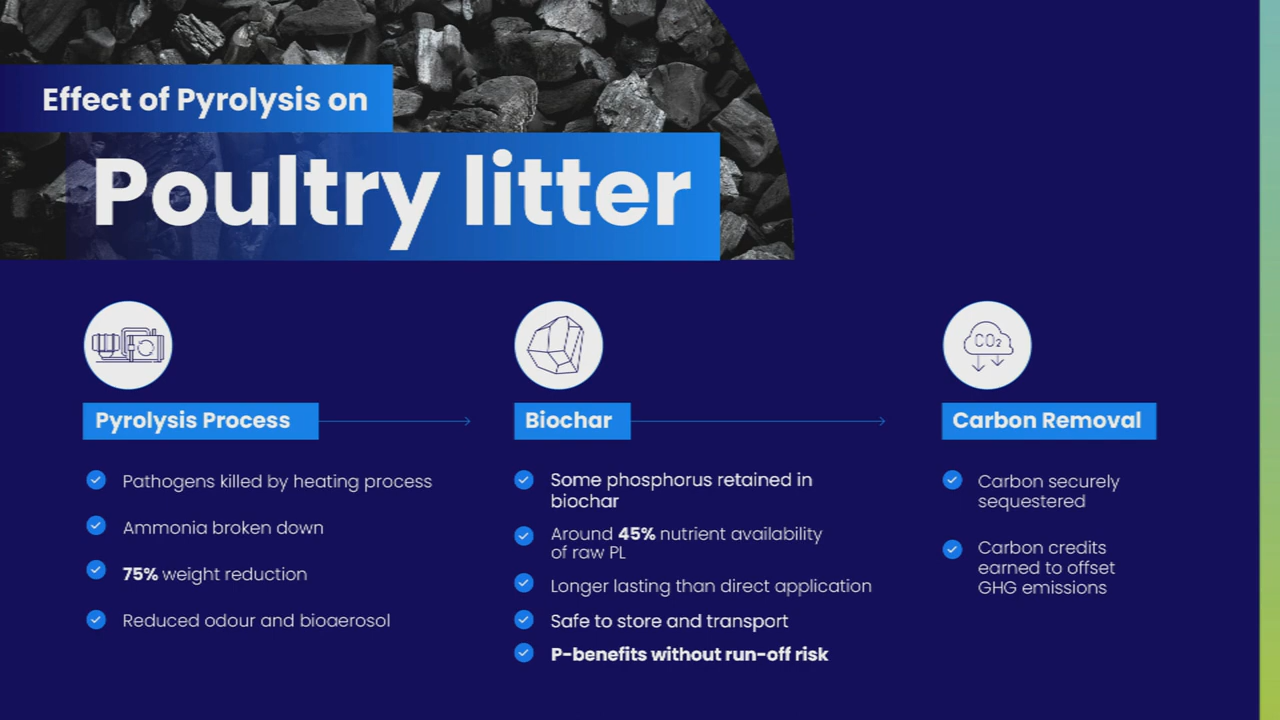 Effect of Pyrolysis on
Poultry litter
Pyrolysis Process
Pathogens killed by heating process
Ammonia broken down
75% weight reduction
Reduced odour and bioaerosol
Biochar
Some phosphorus retained in
biochar
Around 45% nutrient availability
of raw PL
Longer lasting than direct application
Safe to store and transport
P-benefits without run-off risk
CO₂
Carbon Removal
Carbon securely
sequestered
Carbon credits
earned to offset
GHG emissions